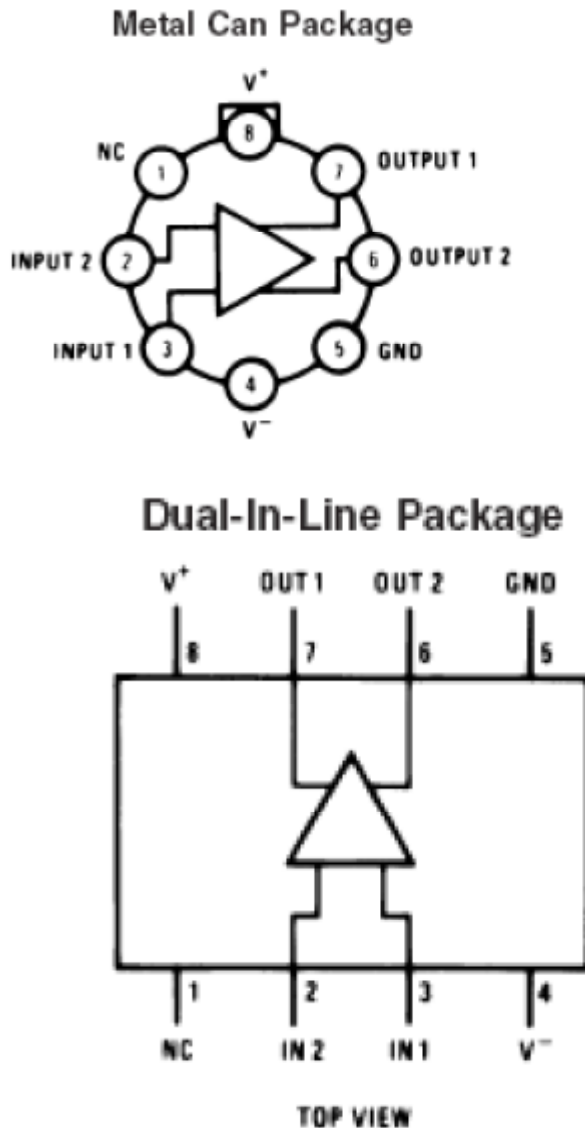 Metal Can Package
V+
8
NC
1
7
OUTPUT 1
INPUT 2
2
6
OUTPUT 2
INPUT 1
3
5
GND
4
V−
Dual-In-Line Package
V+ OUT 1 OUT 2 GND
8 7 6 5
1 2 3 4
NC IN 2 IN 1 V−
TOP VIEW